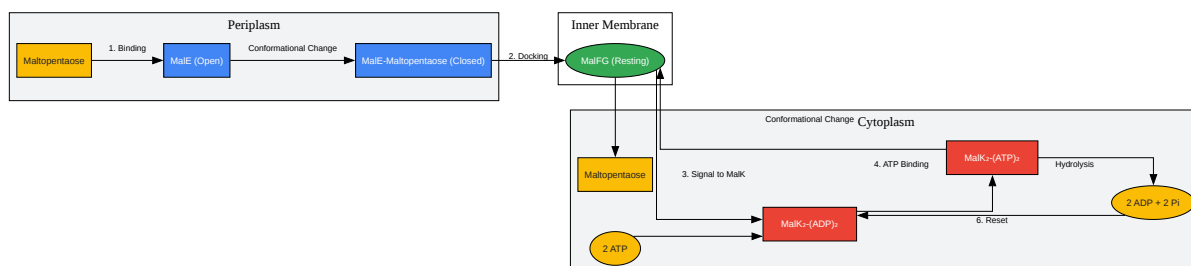 Periplasm
Inner Membrane
Maltopentaose
1. Binding
MalE (Open)
Conformational Change
MalE-Maltopentaose (Closed)
2. Docking
MalFG (Resting)
Conformational Change
Cytoplasm
Maltopentaose
3. Signal to MalK
4. ATP Binding
MalK₂-(ATP)₂
Hydrolysis
2 ADP + 2 Pi
MalK₂-(ADP)₂
6. Reset
2 ATP